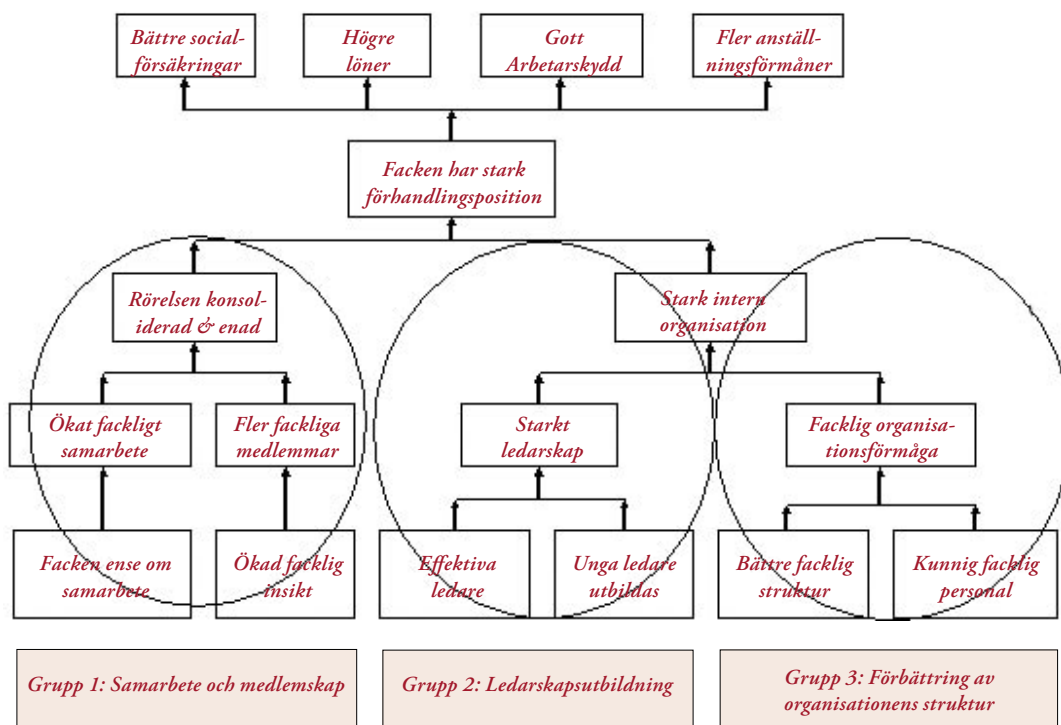 Bättre social-
försäkringar
Högre
löner
Gott
Arbetarskydd
Fler anställ-
ningsförmåner
Facken har stark
förhandlingsposition
Rörelsen konsol-
iderad & enad
Stark intern
organisation
Ökat fackligt
samarbete
Fler fackliga
medlemmar
Starkt
ledarskap
Facklig organisa-
tionsförmåga
Facken ense om
samarbete
Ökad facklig
insikt
Effektiva
ledare
Unga ledare
utbildas
Bättre facklig
struktur
Kunnig facklig
personal
Grupp 1: Samarbete och medlemskap
Grupp 2: Ledarskapsutbildning
Grupp 3: Förbättring av
organisationens struktur